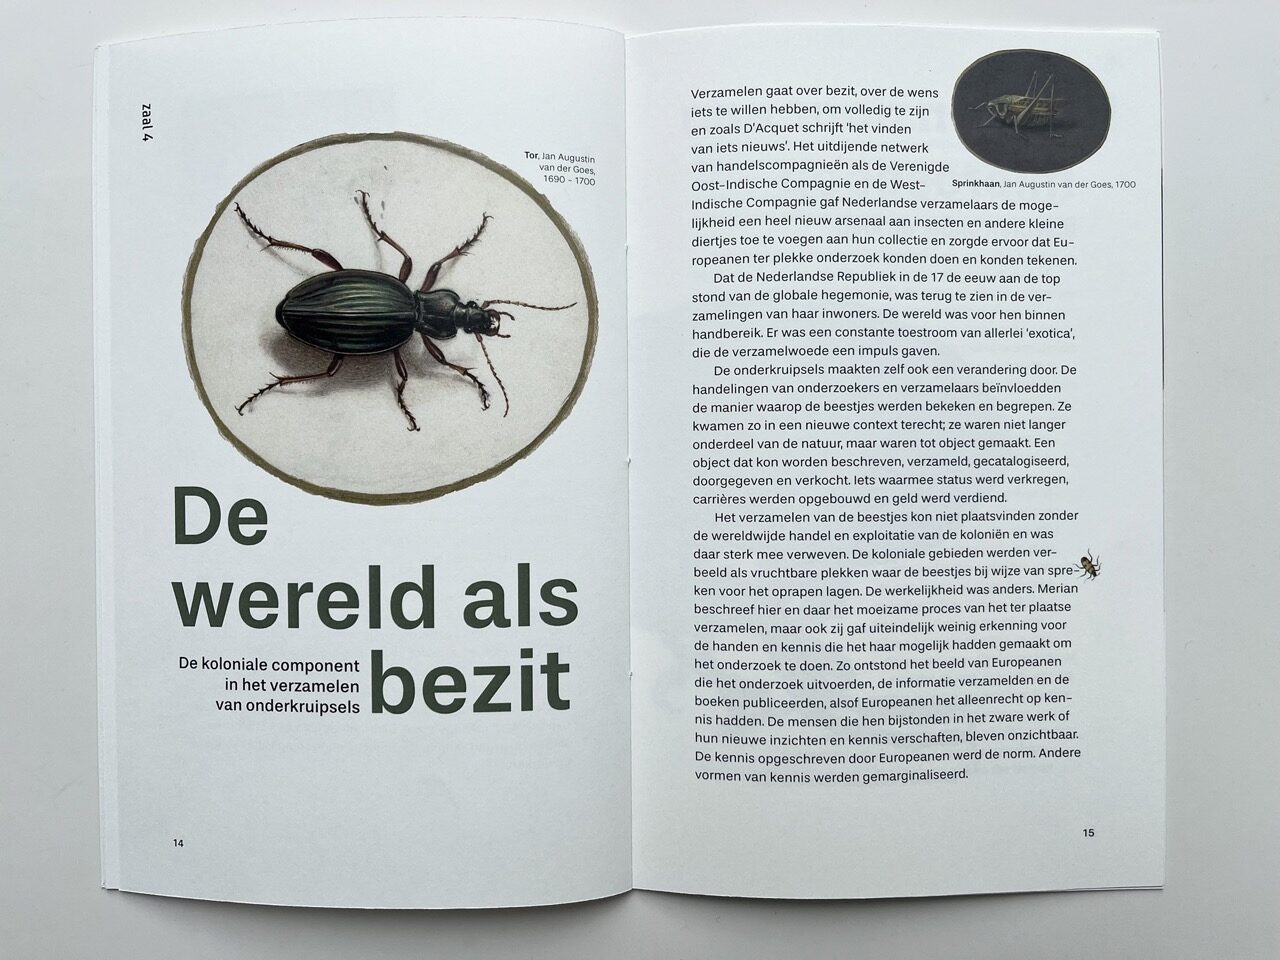 zaal 4
Tor, Jan Augustin
van der Goes,
1690 - 1700
De
wereld als
bezit
De koloniale component
in het verzamelen
van onderkruipsels
14
Verzamelen gaat over bezit, over de wens
iets te willen hebben, om volledig te zijn
en zoals D'Acquet schrijft 'het vinden
van iets nieuws'. Het uitdijende netwerk
van handelscompagnieën als de Verenigde
Oost-Indische Compagnie en de West-
Indische Compagnie gaf Nederlandse verzamelaars de moge-
lijkheid een heel nieuw arsenaal aan insecten en andere kleine
diertjes toe te voegen aan hun collectie en zorgde ervoor dat Eu-
ropeanen ter plekke onderzoek konden doen en konden tekenen.
Dat de Nederlandse Republiek in de 17 de eeuw aan de top
stond van de globale hegemonie, was terug te zien in de ver-
zamelingen van haar inwoners. De wereld was voor hen binnen
handbereik. Er was een constante toestroom van allerlei 'exotica',
die de verzamelwoede een impuls gaven.
De onderkruipsels maakten zelf ook een verandering door. De
handelingen van onderzoekers en verzamelaars beïnvloedden
de manier waarop de beestjes werden bekeken en begrepen. Ze
kwamen zo in een nieuwe context terecht; ze waren niet langer
onderdeel van de natuur, maar waren tot object gemaakt. Een
object dat kon worden beschreven, verzameld, gecatalogiseerd,
doorgegeven en verkocht. Iets waarmee status werd verkregen,
carrières werden opgebouwd en geld werd verdiend.
Het verzamelen van de beestjes kon niet plaatsvinden zonder
de wereldwijde handel en exploitatie van de koloniën en was
daar sterk mee verweven. De koloniale gebieden werden ver-
beeld als vruchtbare plekken waar de beestjes bij wijze van spre-
ken voor het oprapen lagen. De werkelijkheid was anders. Merian
beschreef hier en daar het moeizame proces van het ter plaatse
verzamelen, maar ook zij gaf uiteindelijk weinig erkenning voor
de handen en kennis die het haar mogelijk hadden gemaakt om
het onderzoek te doen. Zo ontstond het beeld van Europeanen
die het onderzoek uitvoerden, de informatie verzamelden en de
boeken publiceerden, alsof Europeanen het alleenrecht op ken-
nis hadden. De mensen die hen bijstonden in het zware werk of
hun nieuwe inzichten en kennis verschaften, bleven onzichtbaar.
De kennis opgeschreven door Europeanen werd de norm. Andere
vormen van kennis werden gemarginaliseerd.
Sprinkhaan, Jan Augustin van der Goes, 1700
15